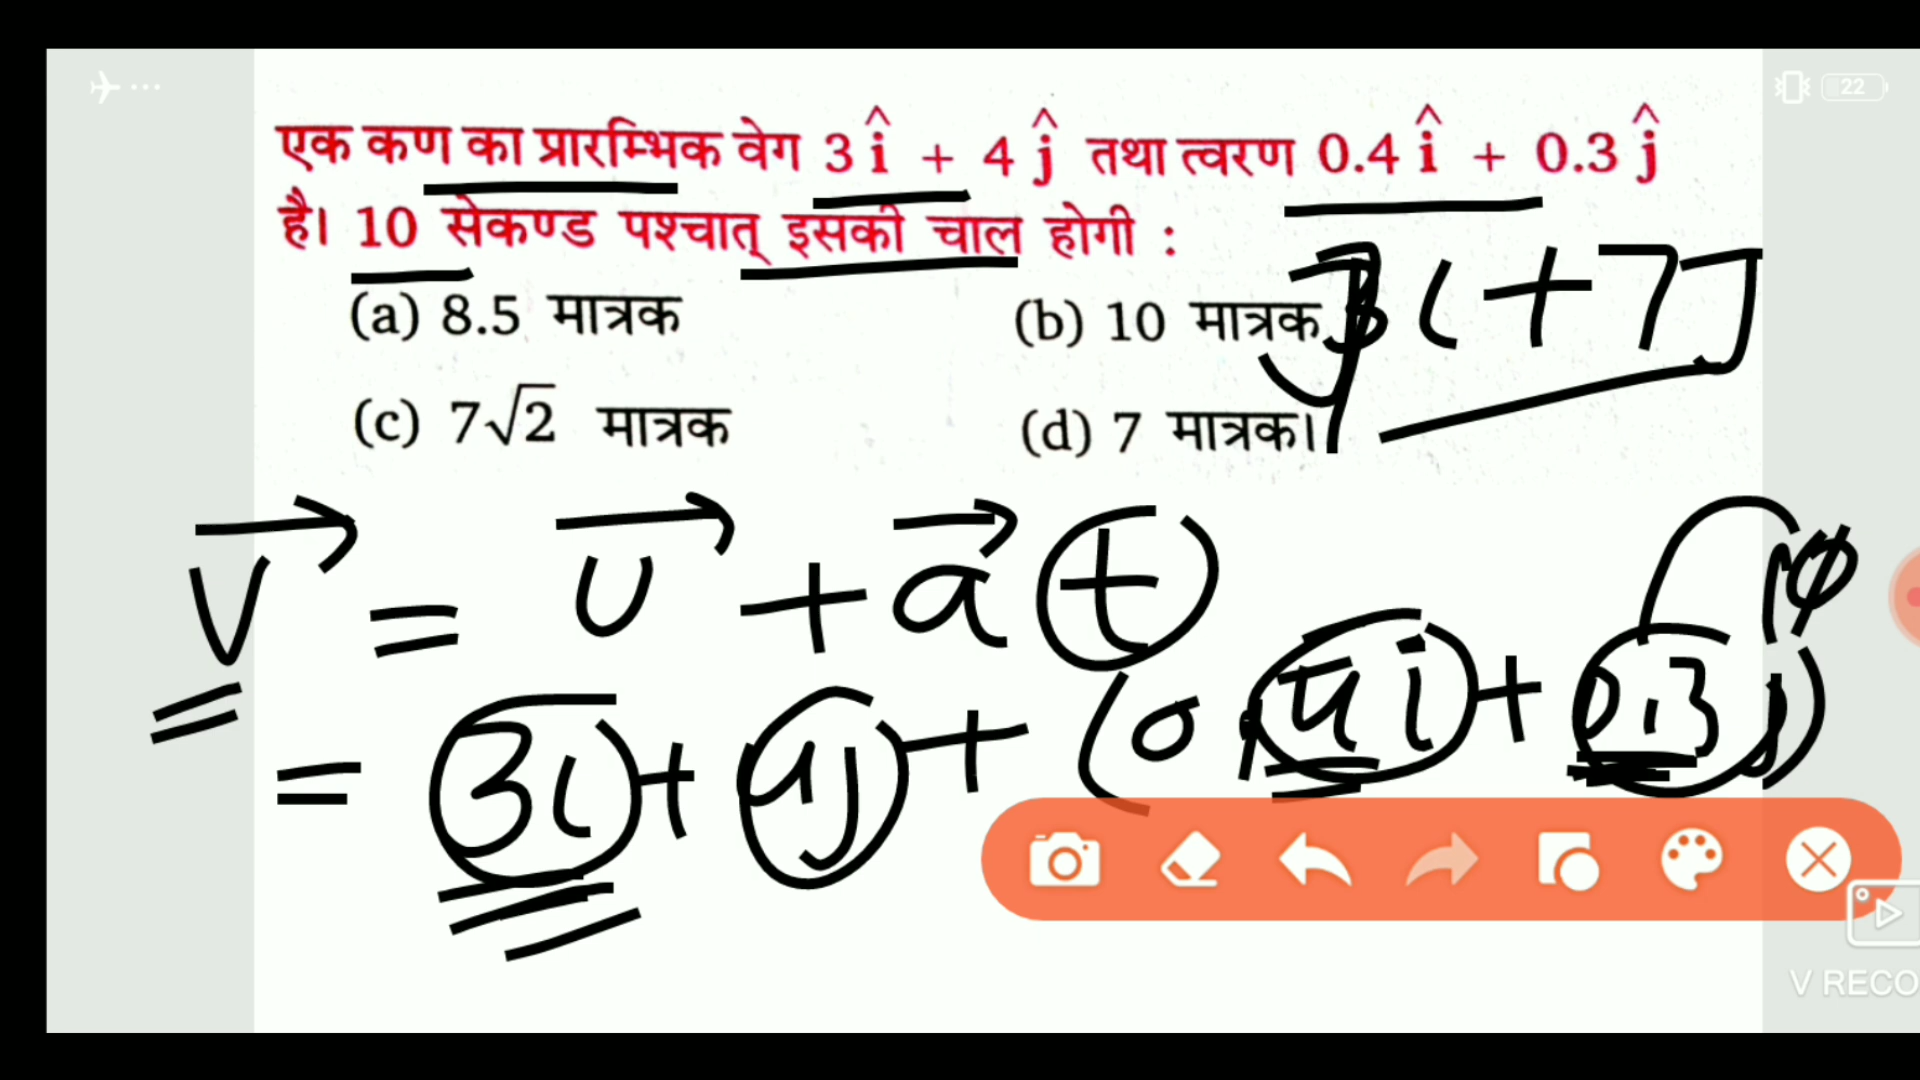 22
एक कण का प्रारम्भिक वेग 3 î + 4 ĵ तथा त्वरण 0.4 î + 0.3 ĵ
है। 10 सेकण्ड पश्चात् इसकी चाल होगी :
(a) 8.5 मात्रक (b) 10 मात्रक
(c) 7√2 मात्रक (d) 7 मात्रक।
i + 7J
V⃗ = U⃗ + a⃗ t
10
= 3i + 4j + (0.4i + 0.3j)
V RECO